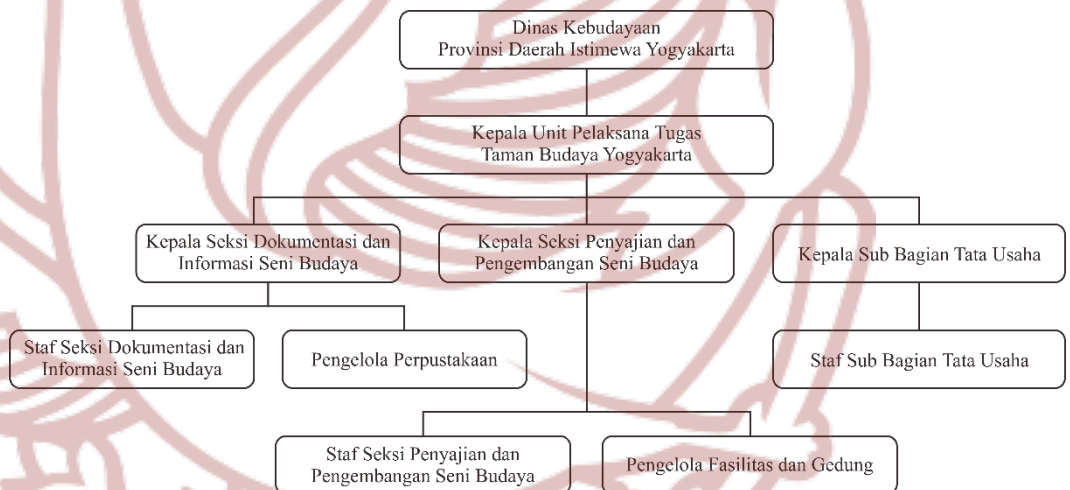 Dinas Kebudayaan
Provinsi Daerah Istimewa Yogyakarta
Kepala Unit Pelaksana Tugas
Taman Budaya Yogyakarta
Kepala Seksi Dokumentasi dan
Informasi Seni Budaya
Kepala Seksi Penyajian dan
Pengembangan Seni Budaya
Kepala Sub Bagian Tata Usaha
Staf Seksi Dokumentasi dan
Informasi Seni Budaya
Pengelola Perpustakaan
Staf Sub Bagian Tata Usaha
Staf Seksi Penyajian dan
Pengembangan Seni Budaya
Pengelola Fasilitas dan Gedung